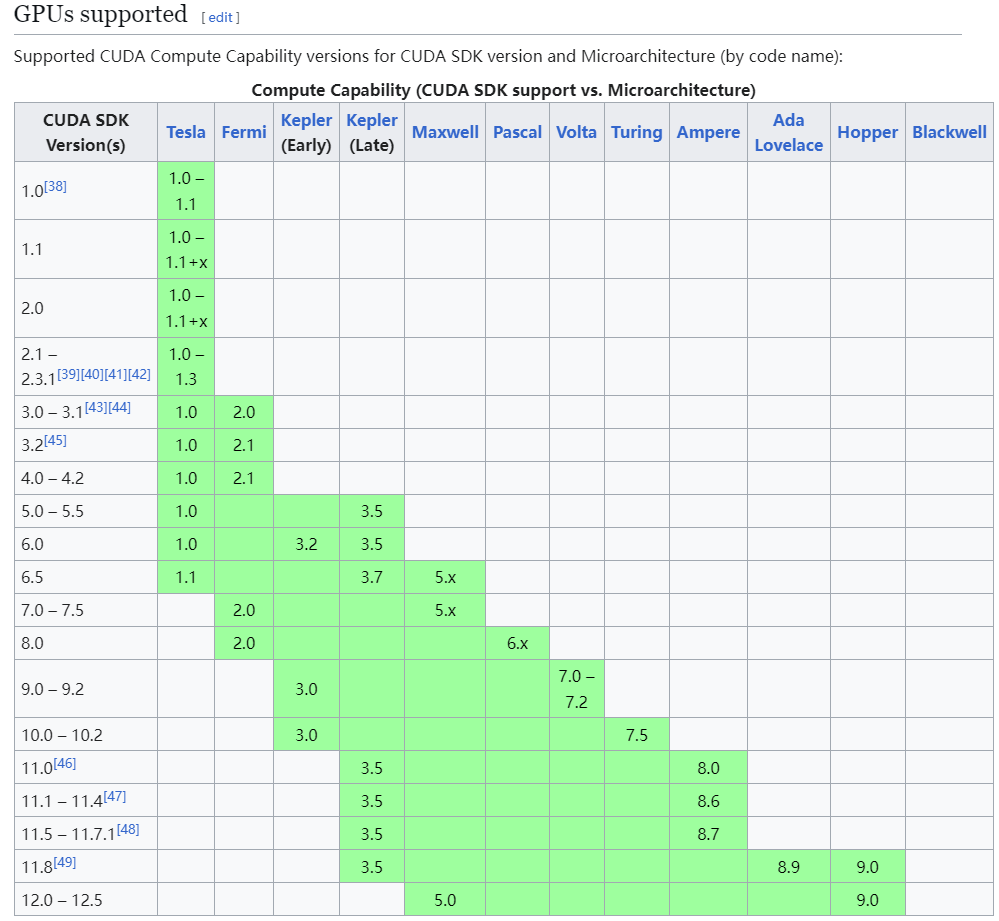 GPUs supported [ edit ]
Supported CUDA Compute Capability versions for CUDA SDK version and Microarchitecture (by code name):
Compute Capability (CUDA SDK support vs. Microarchitecture)
CUDA SDK Version(s) Tesla Fermi Kepler (Early) Kepler (Late) Maxwell Pascal Volta Turing Ampere Ada Lovelace Hopper Blackwell
1.0[38] 1.0 – 1.1
1.1 1.0 – 1.1+x
2.0 1.0 – 1.1+x
2.1 – 2.3.1[39][40][41][42] 1.0 – 1.3
3.0 – 3.1[43][44] 1.0 2.0
3.2[45] 1.0 2.1
4.0 – 4.2 1.0 2.1
5.0 – 5.5 1.0 3.5
6.0 1.0 3.2 3.5
6.5 1.1 3.7 5.x
7.0 – 7.5 2.0 5.x
8.0 2.0 6.x
9.0 – 9.2 3.0 7.0 – 7.2
10.0 – 10.2 3.0 7.5
11.0[46] 3.5 8.0
11.1 – 11.4[47] 3.5 8.6
11.5 – 11.7.1[48] 3.5 8.7
11.8[49] 3.5 8.9 9.0
12.0 – 12.5 5.0 9.0